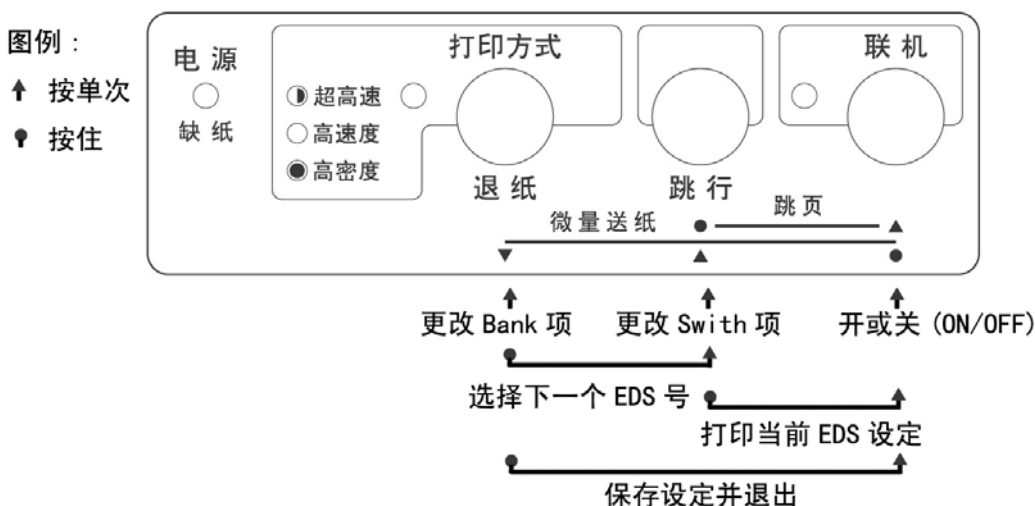 图例：
按单次
按住
电源
缺纸
超高速
高速度
高密度
打印方式
退纸
跳行
联机
微量送纸
跳页
更改 Bank 项
更改 Swith 项
开或关 (ON/OFF)
选择下一个 EDS 号
打印当前 EDS 设定
保存设定并退出